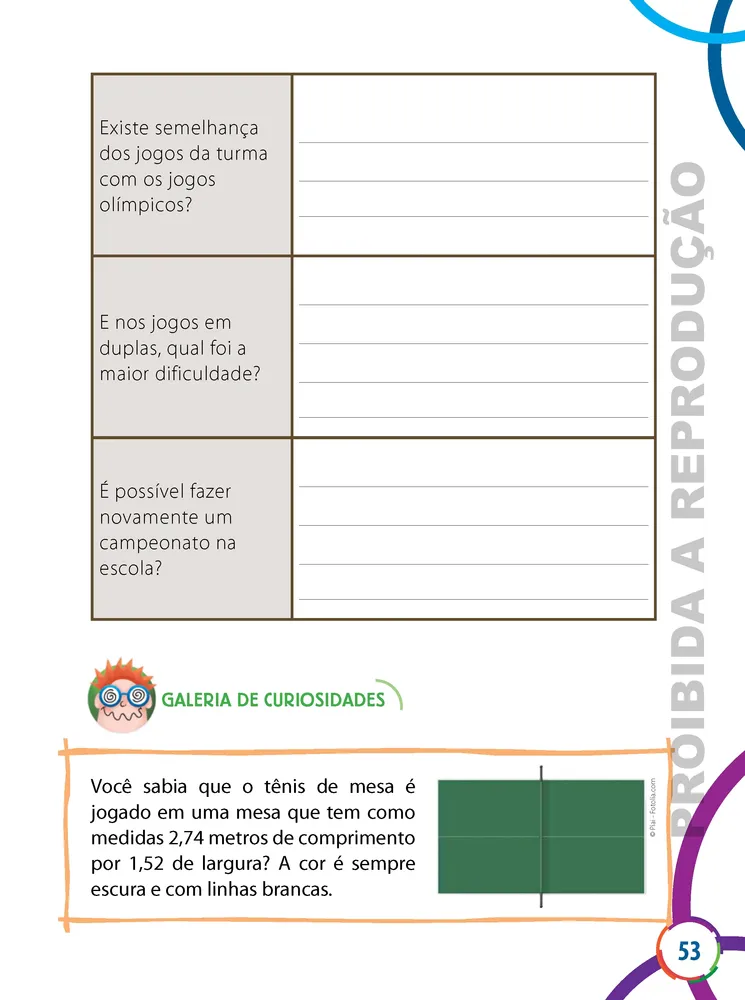 Existe semelhança
dos jogos da turma
com os jogos
olímpicos?
E nos jogos em
duplas, qual foi a
maior dificuldade?
É possível fazer
novamente um
campeonato na
escola?
GALERIA DE CURIOSIDADES
Você sabia que o tênis de mesa é
jogado em uma mesa que tem como
medidas 2,74 metros de comprimento
por 1,52 de largura? A cor é sempre
escura e com linhas brancas.
© Piai - Fotolia.com
PROIBIDA A REPRODUÇÃO
53